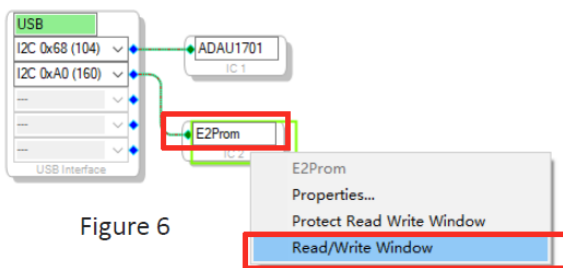 USB
I2C 0x68 (104)
I2C 0xA0 (160)
---
---
---
USB Interface
ADAU1701
IC 1
E2Prom
IC 2
E2Prom
Properties...
Protect Read Write Window
Read/Write Window
Figure 6